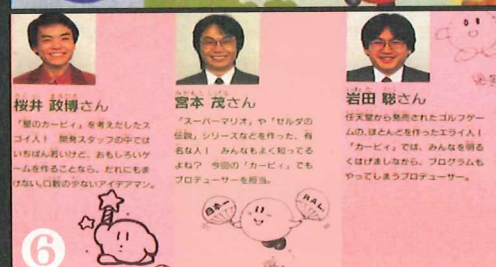 桜井 政博さん
「星のカービィ」を考えだしたス
ゴイ人! 開発スタッフの中では
いちばん若いけど、おもしろいゲ
ームを作ることなら、だれにもま
けない。口数の少ないアイデアマン。
みやもと しげる
宮本 茂さん
「スーパーマリオ」や「ゼルダの
伝説」シリーズなどを作った、有
名な人! みんなもよく知ってる
よね? 今回の「カービィ」でも
プロデューサーを担当。
岩田 聡さん
任天堂から発売されたゴルフゲー
ムの、ほとんどを作ったエライ人!
「カービィ」では、みんなを明る
くはげましながら、プログラムも
やってしまうプロデューサー。
日本一
HAL
6